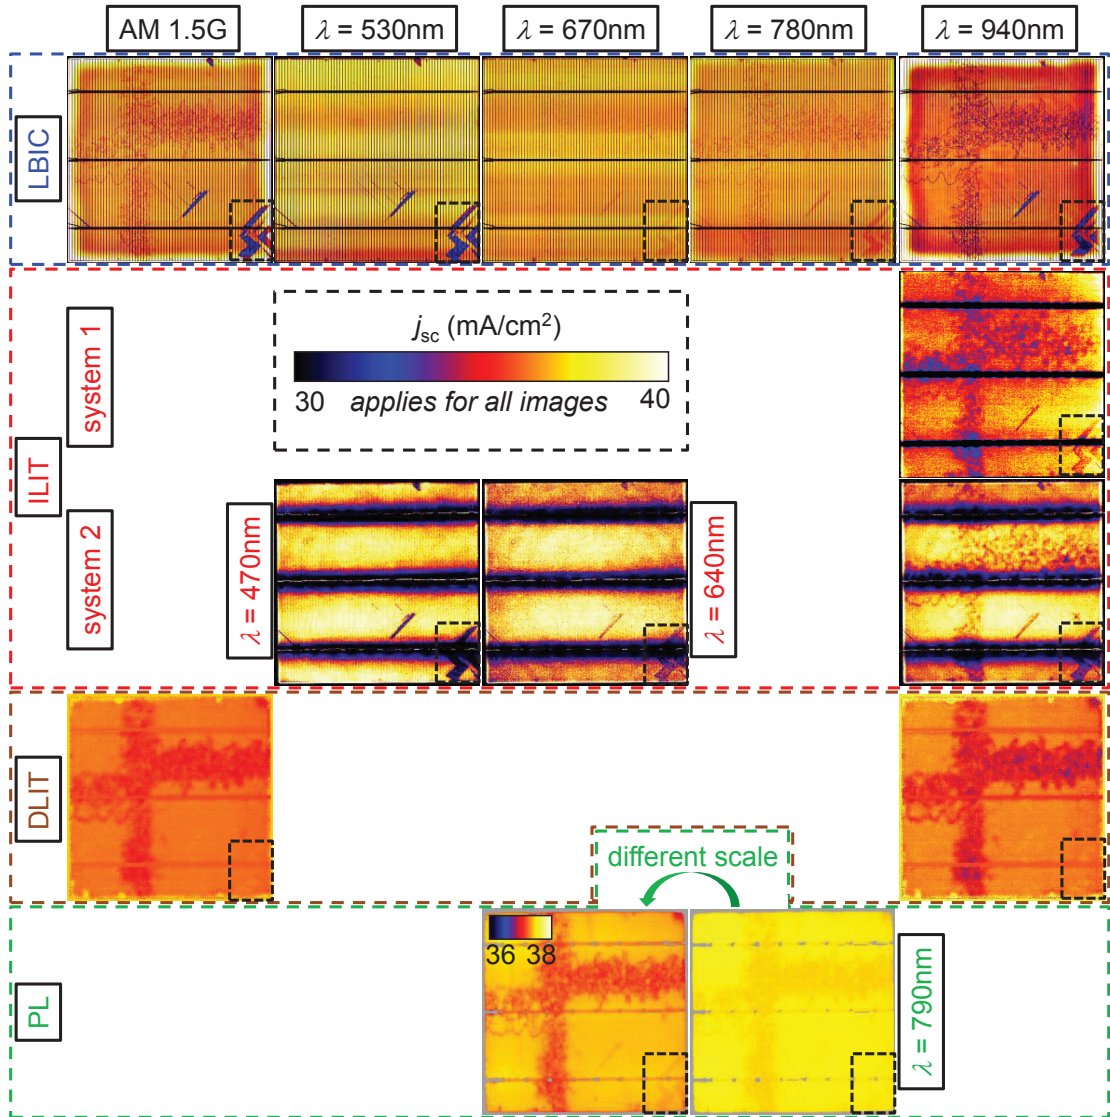 AM 1.5G
λ = 530nm
λ = 670nm
λ = 780nm
λ = 940nm
LBIC
ILIT
system 1
jsc (mA/cm²)
30 applies for all images 40
system 2
λ = 470nm
λ = 640nm
DLIT
different scale
PL
36 38
λ = 790nm